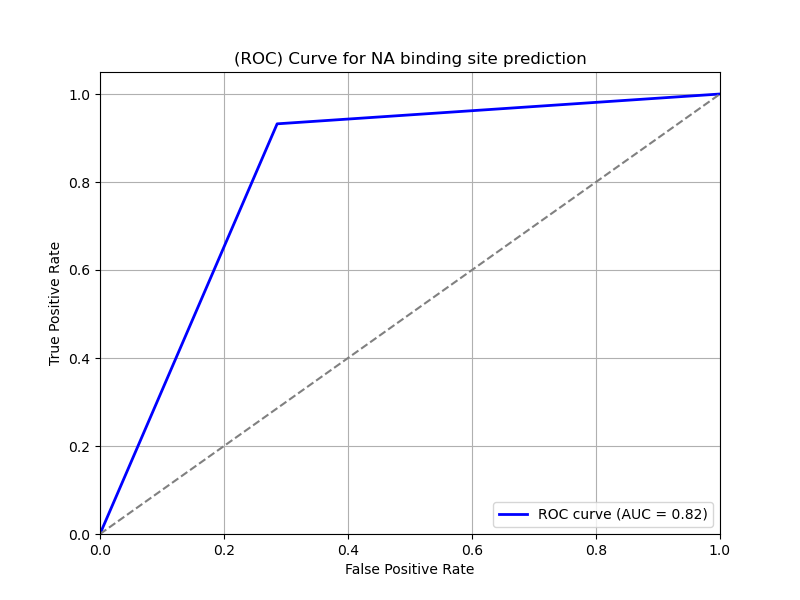 (ROC) Curve for NA binding site prediction
1.0
0.8
0.6
0.4
0.2
0.0
True Positive Rate
ROC curve (AUC = 0.82)
0.0 0.2 0.4 0.6 0.8 1.0
False Positive Rate